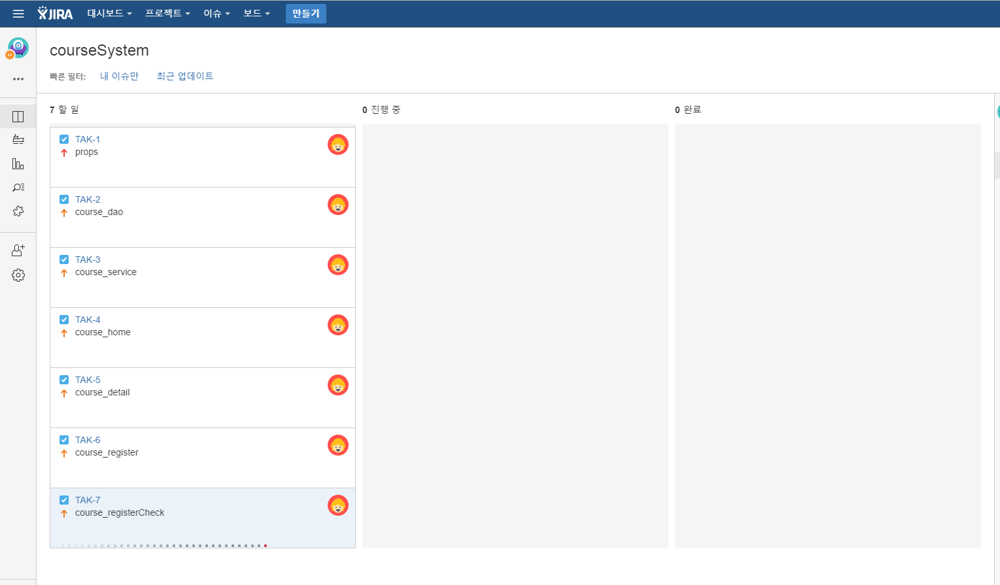 JIRA 대시보드 프로젝트 이슈 보드 만들기
courseSystem
빠른 필터: 내 이슈만 최근 업데이트
7 할 일
0 진행 중
0 완료
TAK-1
props
TAK-2
course_dao
TAK-3
course_service
TAK-4
course_home
TAK-5
course_detail
TAK-6
course_register
TAK-7
course_registerCheck